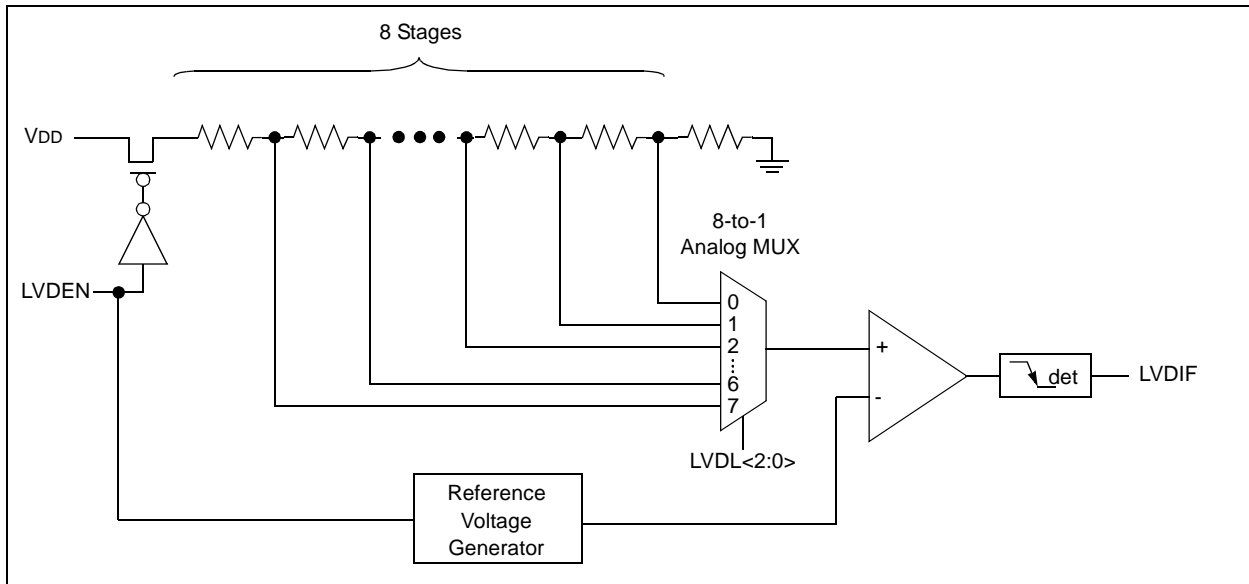 8 Stages
VDD
8-to-1
Analog MUX
LVDEN
0
1
2
6
7
+
-
det
LVDIF
LVDL<2:0>
Reference
Voltage
Generator